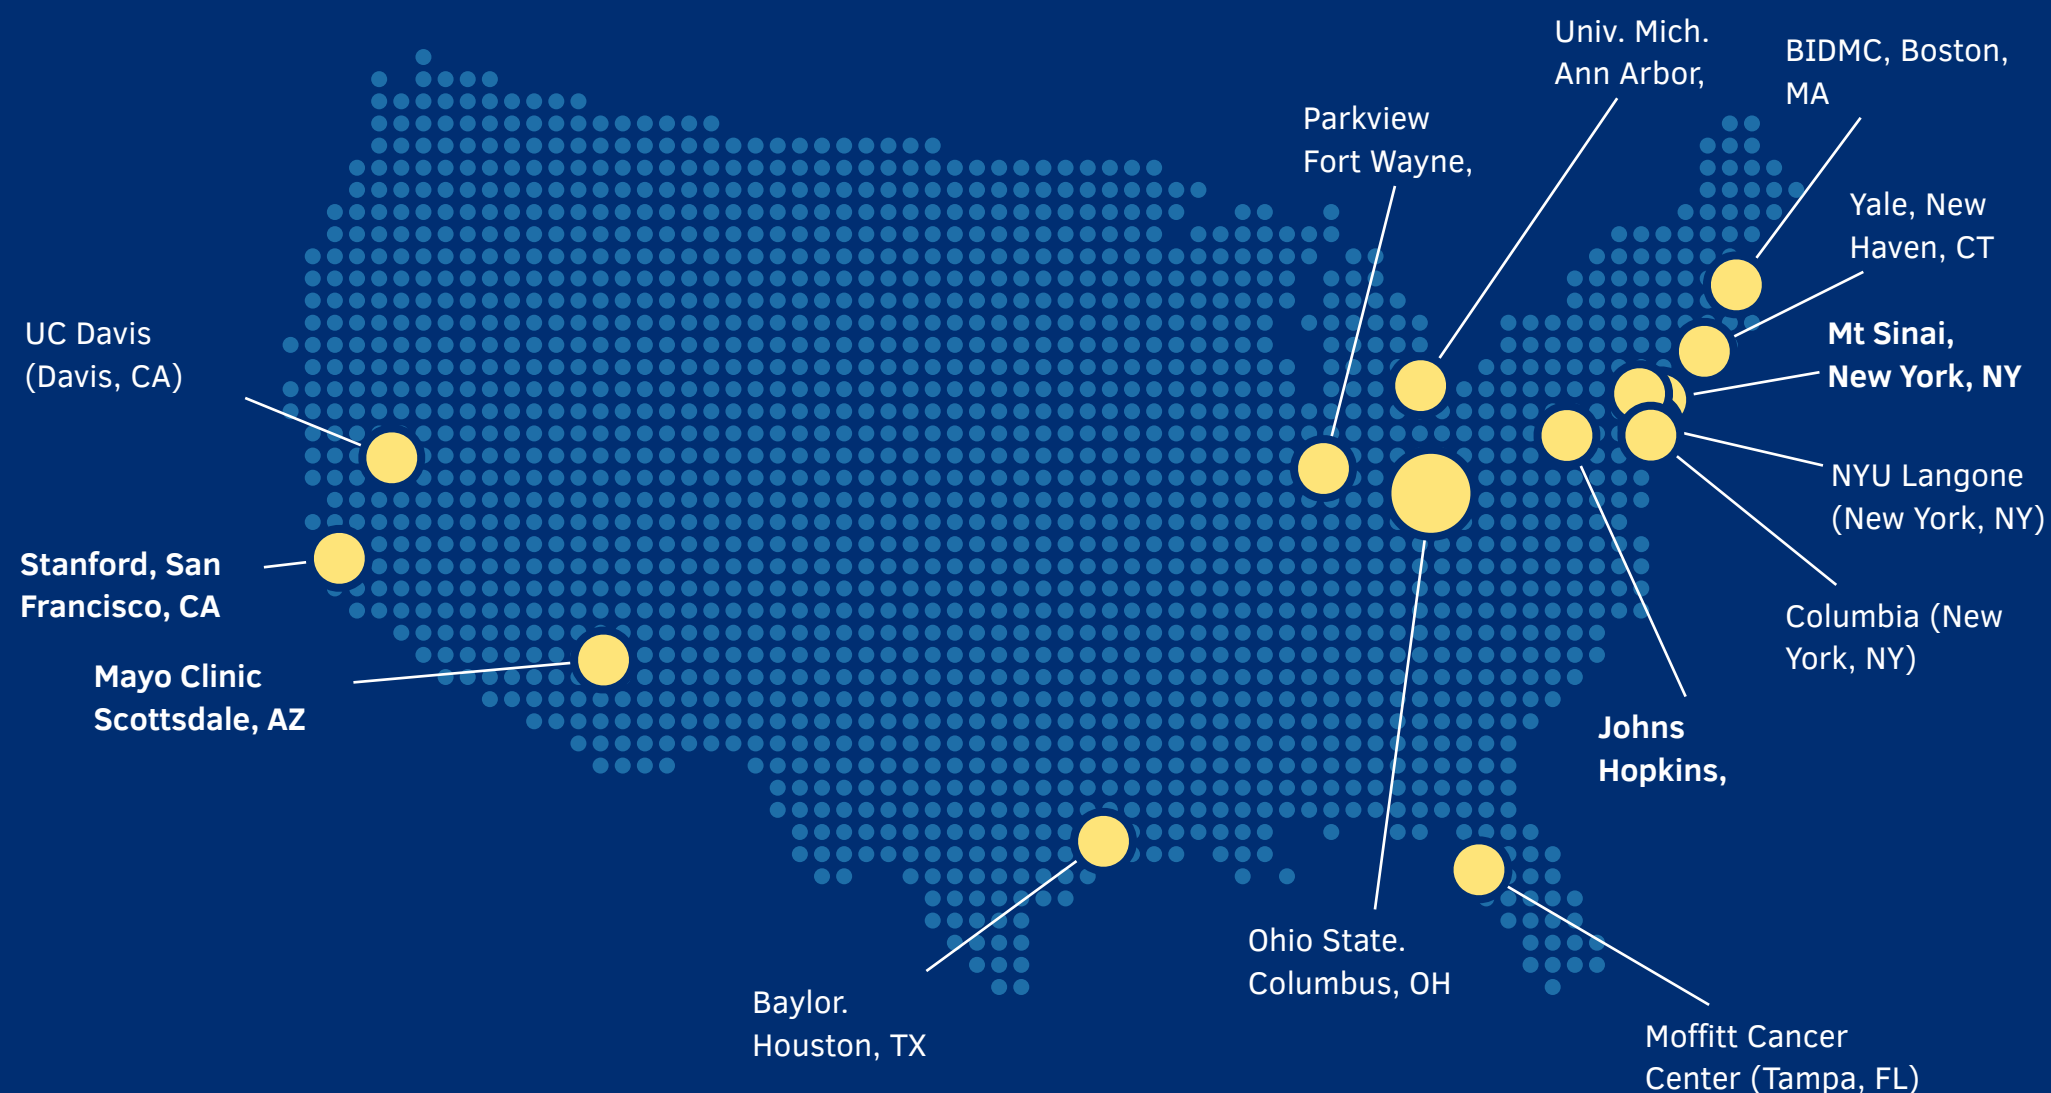 Univ. Mich.
Ann Arbor,
BIDMC, Boston,
MA
Parkview
Fort Wayne,
Yale, New
Haven, CT
UC Davis
(Davis, CA)
Mt Sinai,
New York, NY
NYU Langone
(New York, NY)
Stanford, San
Francisco, CA
Columbia (New
York, NY)
Mayo Clinic
Scottsdale, AZ
Johns
Hopkins,
Ohio State.
Columbus, OH
Baylor.
Houston, TX
Moffitt Cancer
Center (Tampa, FL)